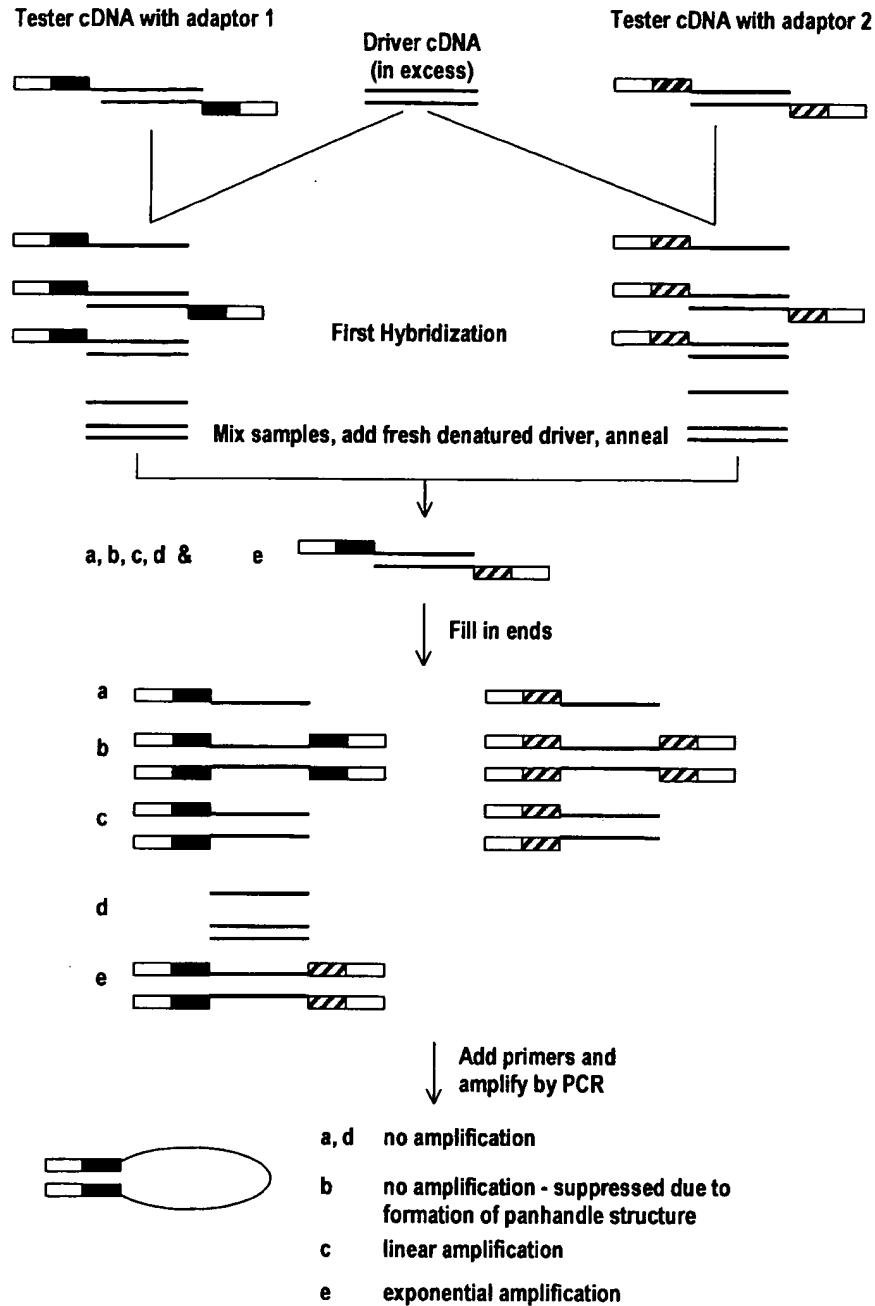 Tester cDNA with adaptor 1
Driver cDNA
(in excess)
Tester cDNA with adaptor 2
First Hybridization
Mix samples, add fresh denatured driver, anneal
a, b, c, d & e
Fill in ends
a
b
c
d
e
Add primers and
amplify by PCR
a, d no amplification
b no amplification - suppressed due to
formation of panhandle structure
c linear amplification
e exponential amplification